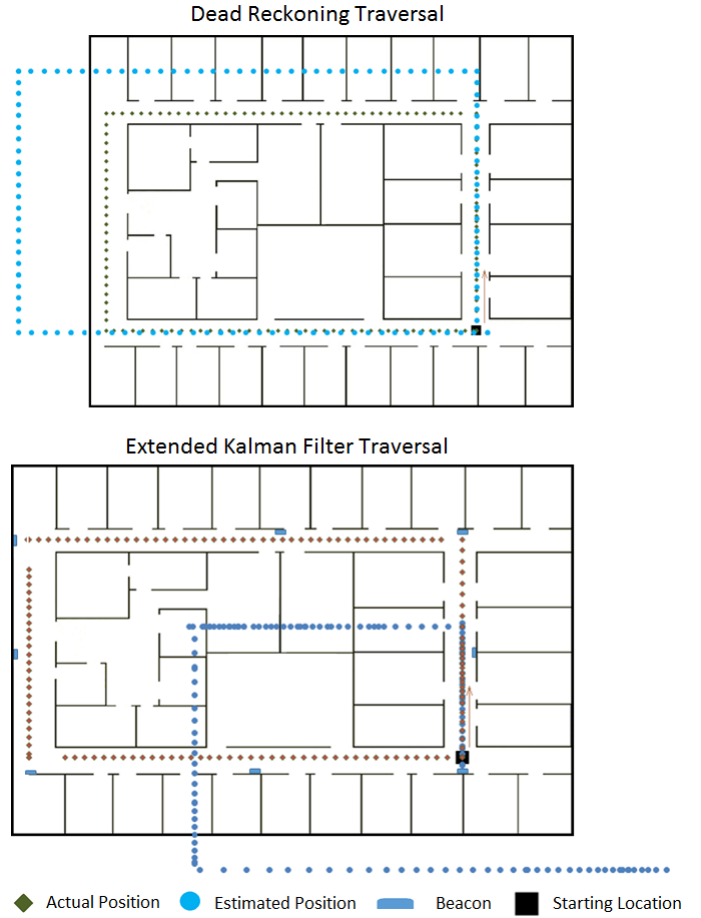 Dead Reckoning Traversal
Extended Kalman Filter Traversal
Actual Position
Estimated Position
Beacon
Starting Location